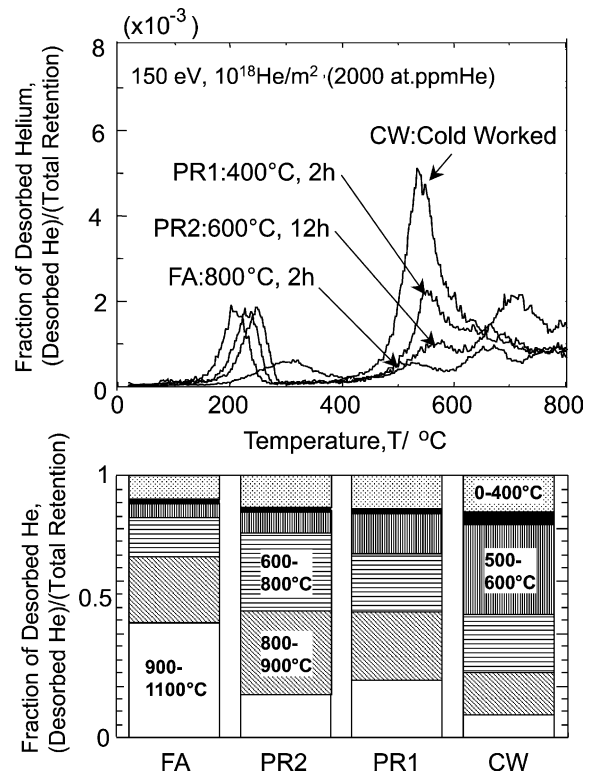 (x10⁻³)
8
6
4
2
0
Fraction of Desorbed Helium,
(Desorbed He)/(Total Retention)
150 eV, 10¹⁸He/m² (2000 at.ppmHe)
CW:Cold Worked
PR1:400°C, 2h
PR2:600°C, 12h
FA:800°C, 2h
0 200 400 600 800
Temperature,T/ °C
1
0.5
0
Fraction of Desorbed He,
(Desorbed He)/(Total Retention)
0-400°C
500-
600°C
600-
800°C
800-
900°C
900-
1100°C
FA PR2 PR1 CW